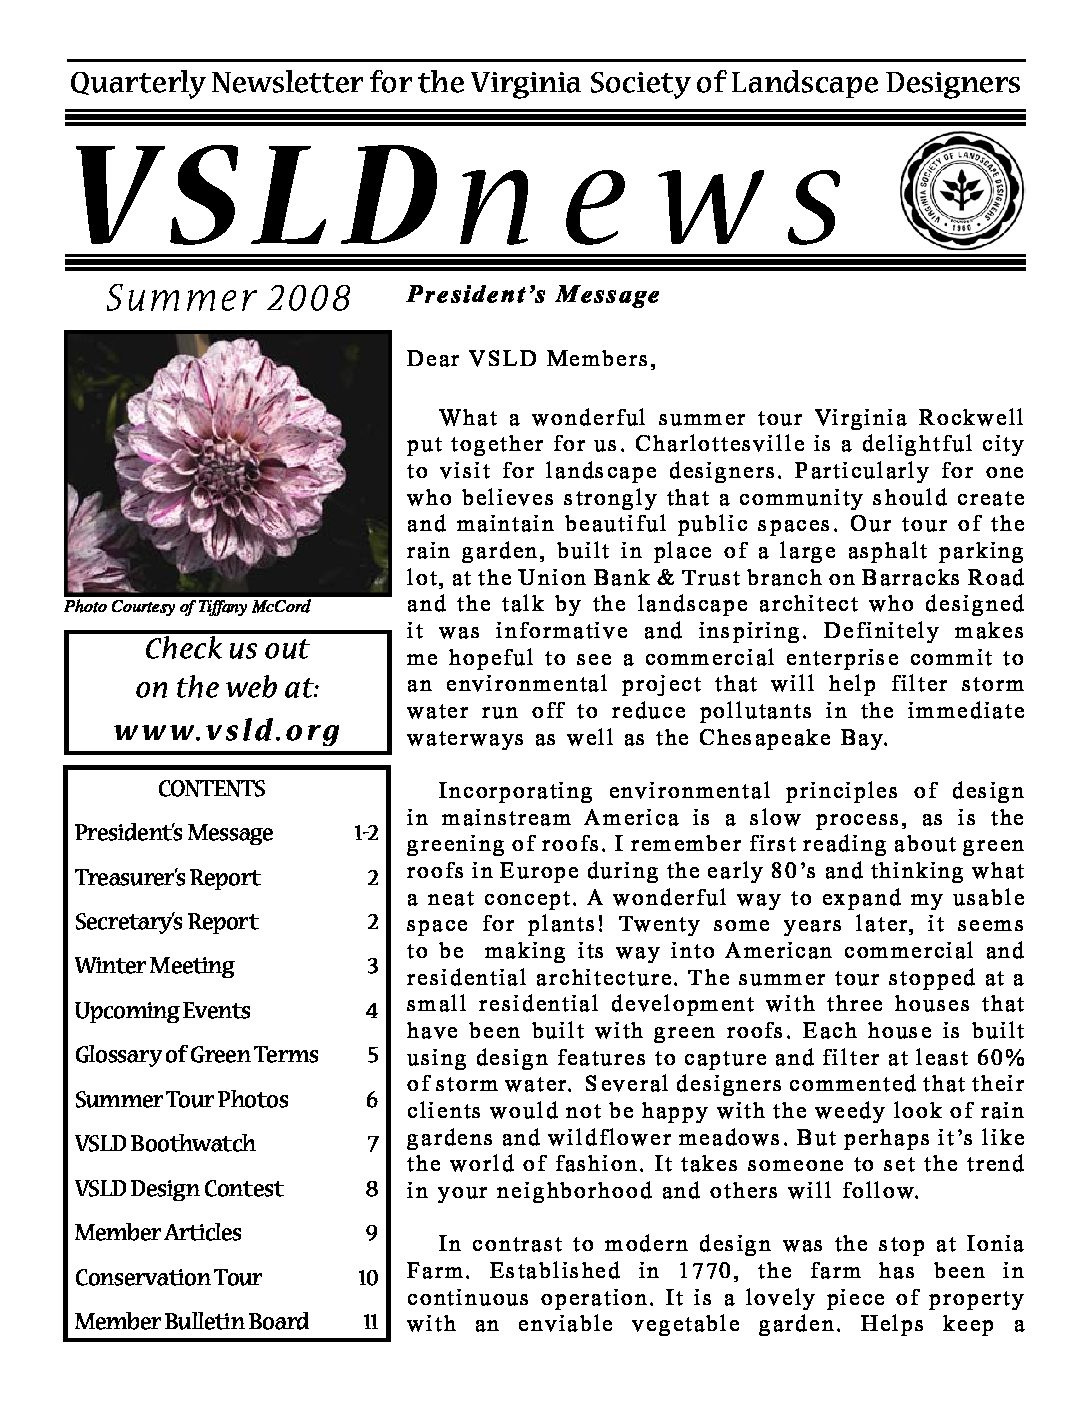 Quarterly Newsletter for the Virginia Society of Landscape Designers
VSLDnews
VIRGINIA SOCIETY OF LANDSCAPE DESIGNERS
• 1960 •
Summer 2008
Photo Courtesy of Tiffany McCord
Check us out
on the web at:
www.vsld.org
CONTENTS
President's Message 1-2
Treasurer's Report 2
Secretary's Report 2
Winter Meeting 3
Upcoming Events 4
Glossary of Green Terms 5
Summer Tour Photos 6
VSLD Boothwatch 7
VSLD Design Contest 8
Member Articles 9
Conservation Tour 10
Member Bulletin Board 11
President's Message
Dear VSLD Members,
What a wonderful summer tour Virginia Rockwell
put together for us. Charlottesville is a delightful city
to visit for landscape designers. Particularly for one
who believes strongly that a community should create
and maintain beautiful public spaces. Our tour of the
rain garden, built in place of a large asphalt parking
lot, at the Union Bank & Trust branch on Barracks Road
and the talk by the landscape architect who designed
it was informative and inspiring. Definitely makes
me hopeful to see a commercial enterprise commit to
an environmental project that will help filter storm
water run off to reduce pollutants in the immediate
waterways as well as the Chesapeake Bay.
Incorporating environmental principles of design
in mainstream America is a slow process, as is the
greening of roofs. I remember first reading about green
roofs in Europe during the early 80's and thinking what
a neat concept. A wonderful way to expand my usable
space for plants! Twenty some years later, it seems
to be making its way into American commercial and
residential architecture. The summer tour stopped at a
small residential development with three houses that
have been built with green roofs. Each house is built
using design features to capture and filter at least 60%
of storm water. Several designers commented that their
clients would not be happy with the weedy look of rain
gardens and wildflower meadows. But perhaps it's like
the world of fashion. It takes someone to set the trend
in your neighborhood and others will follow.
In contrast to modern design was the stop at Ionia
Farm. Established in 1770, the farm has been in
continuous operation. It is a lovely piece of property
with an enviable vegetable garden. Helps keep a